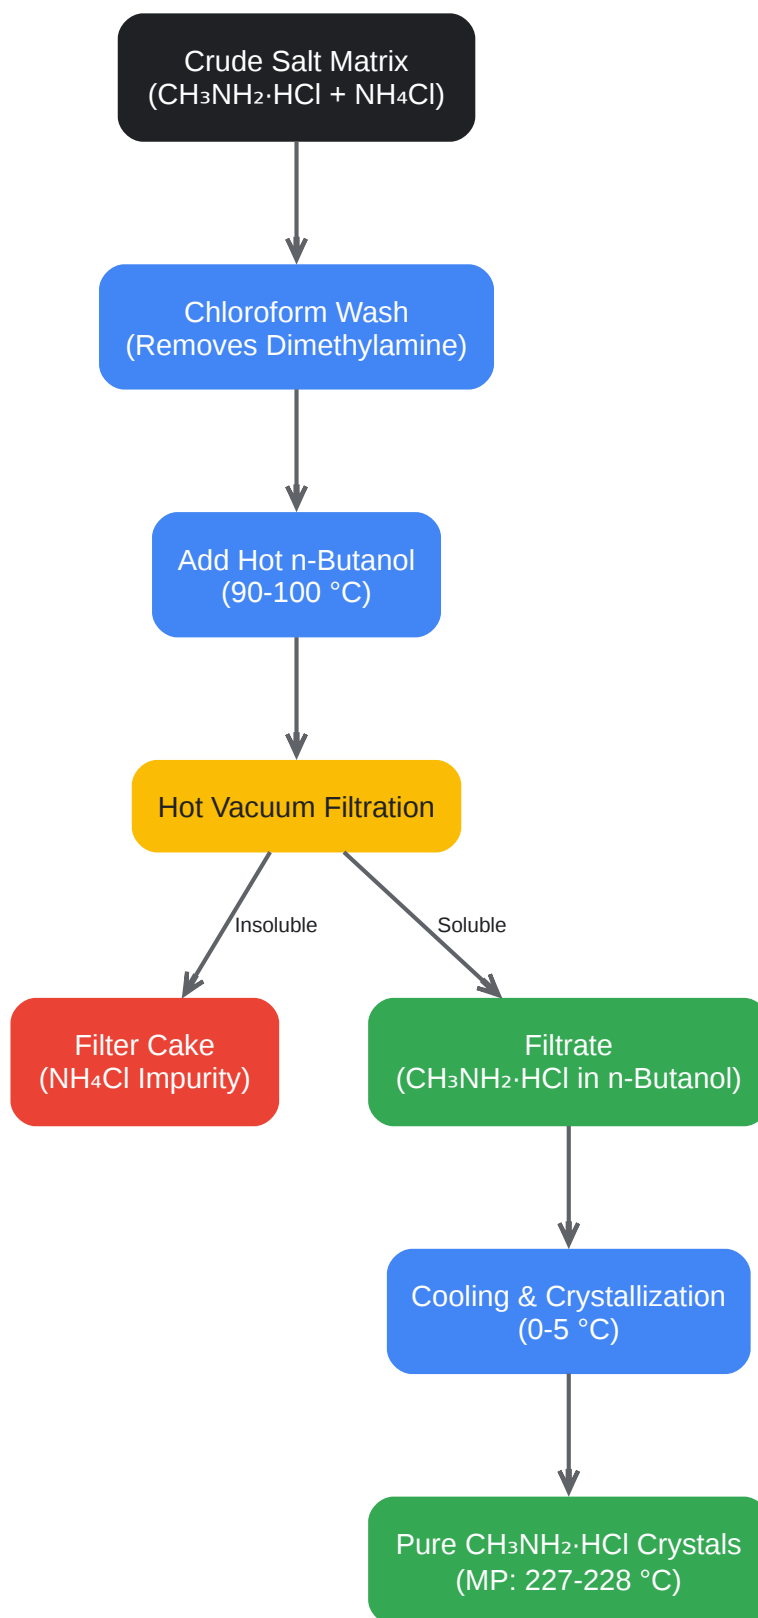 Crude Salt Matrix
(CH₃NH₂·HCl + NH₄Cl)
Chloroform Wash
(Removes Dimethylamine)
Add Hot n-Butanol
(90-100 °C)
Hot Vacuum Filtration
Insoluble
Soluble
Filter Cake
(NH₄Cl Impurity)
Filtrate
(CH₃NH₂·HCl in n-Butanol)
Cooling & Crystallization
(0-5 °C)
Pure CH₃NH₂·HCl Crystals
(MP: 227-228 °C)